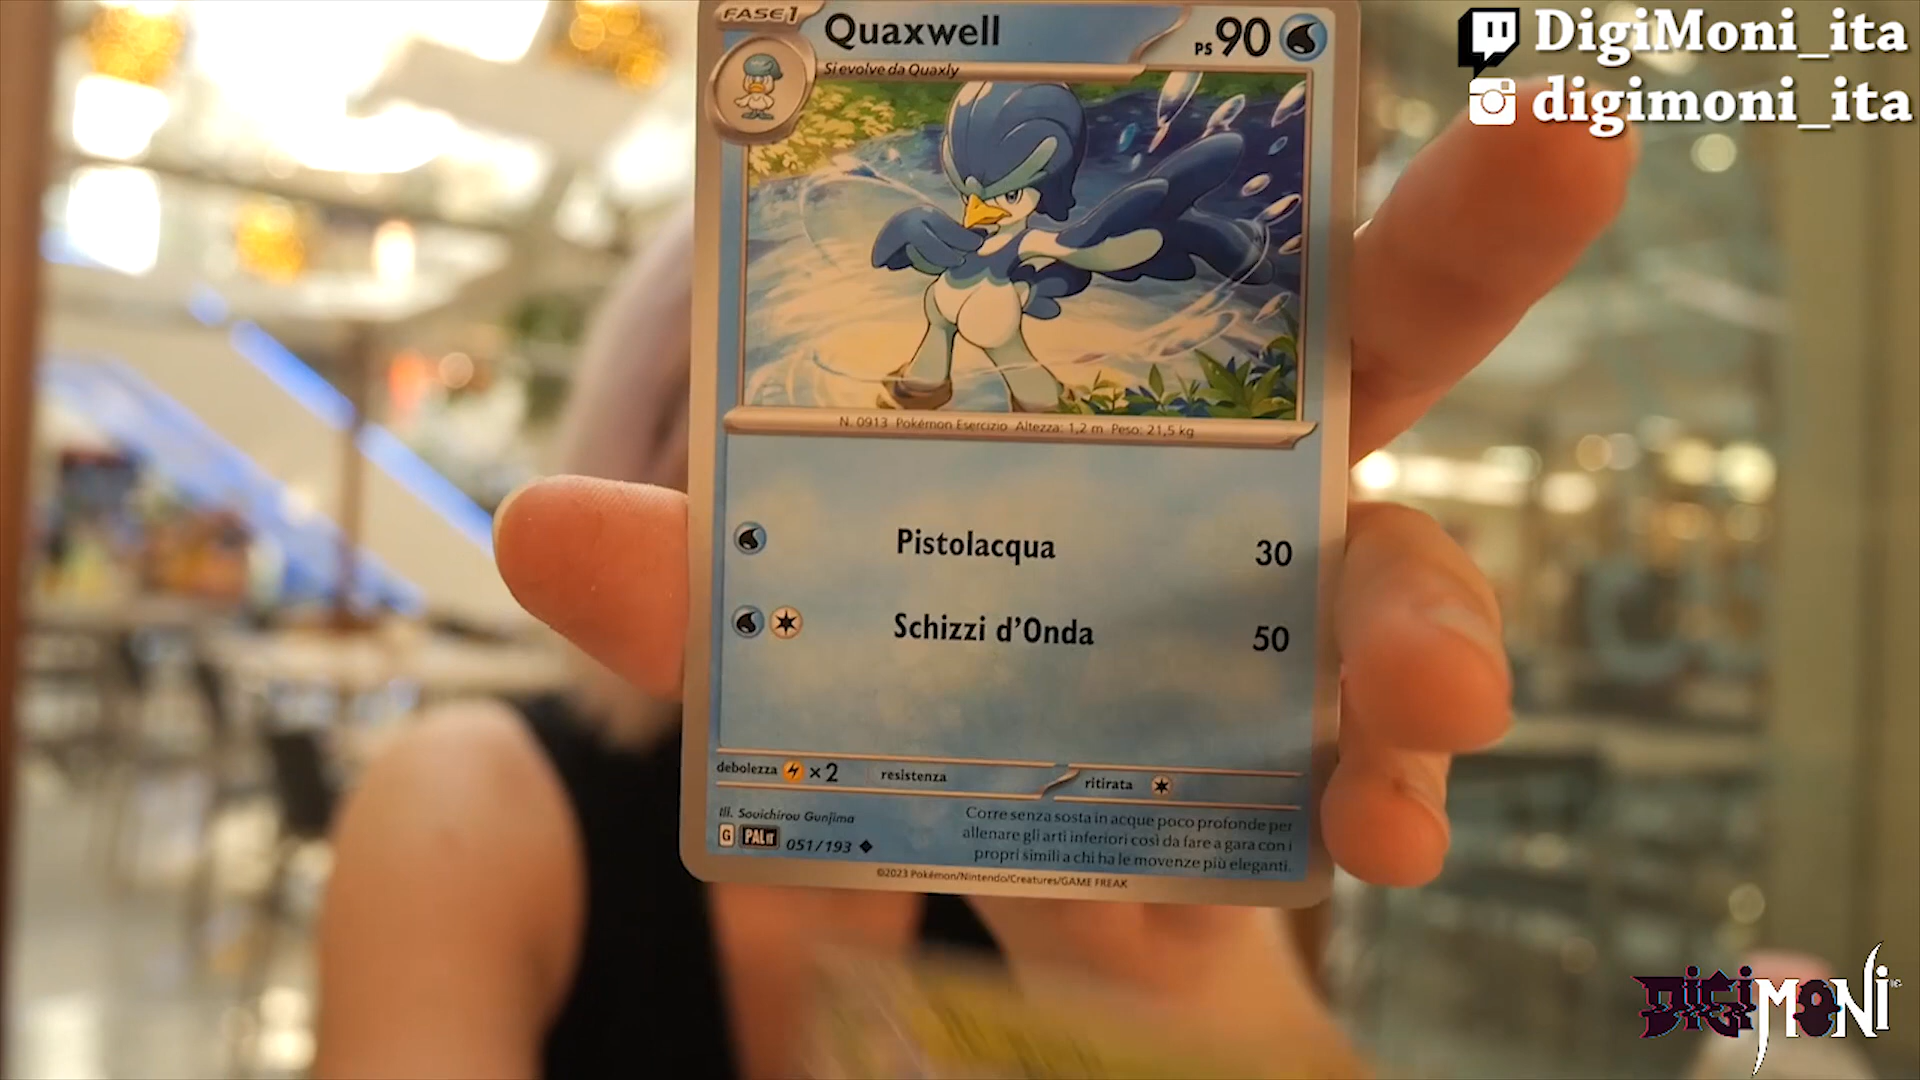 FASE 1
Quaxwell
PS 90
Si evolve da Quaxly
DigiMoni_ita
digimoni_ita
N. 0913 Pokémon Esercizio Altezza: 1,2 m Peso: 21,5 kg
Pistolacqua 30
Schizzi d'Onda 50
debolezza ×2 resistenza ritirata
Ill. Souichirou Gunjima
G PAL IT 051/193
Corre senza sosta in acque poco profonde per
allenare gli arti inferiori così da fare a gara con i
propri simili a chi ha le movenze più eleganti.
©2023 Pokémon/Nintendo/Creatures/GAME FREAK
DIGIMONI